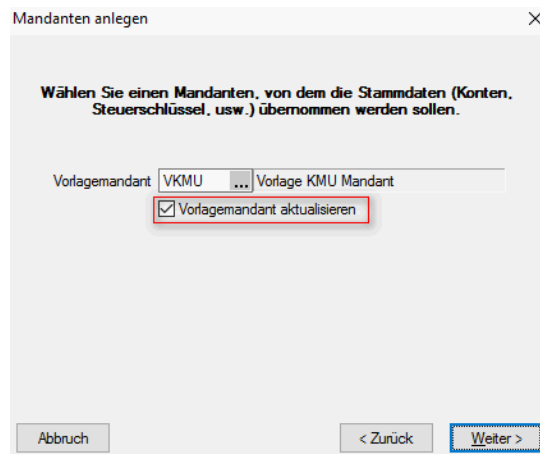 Mandanten anlegen
Wählen Sie einen Mandanten, von dem die Stammdaten (Konten,
Steuerschlüssel, usw.) übernommen werden sollen.
Vorlagemandant VKMU ... Vorlage KMU Mandant
Vorlagemandant aktualisieren
Abbruch < Zurück Weiter >